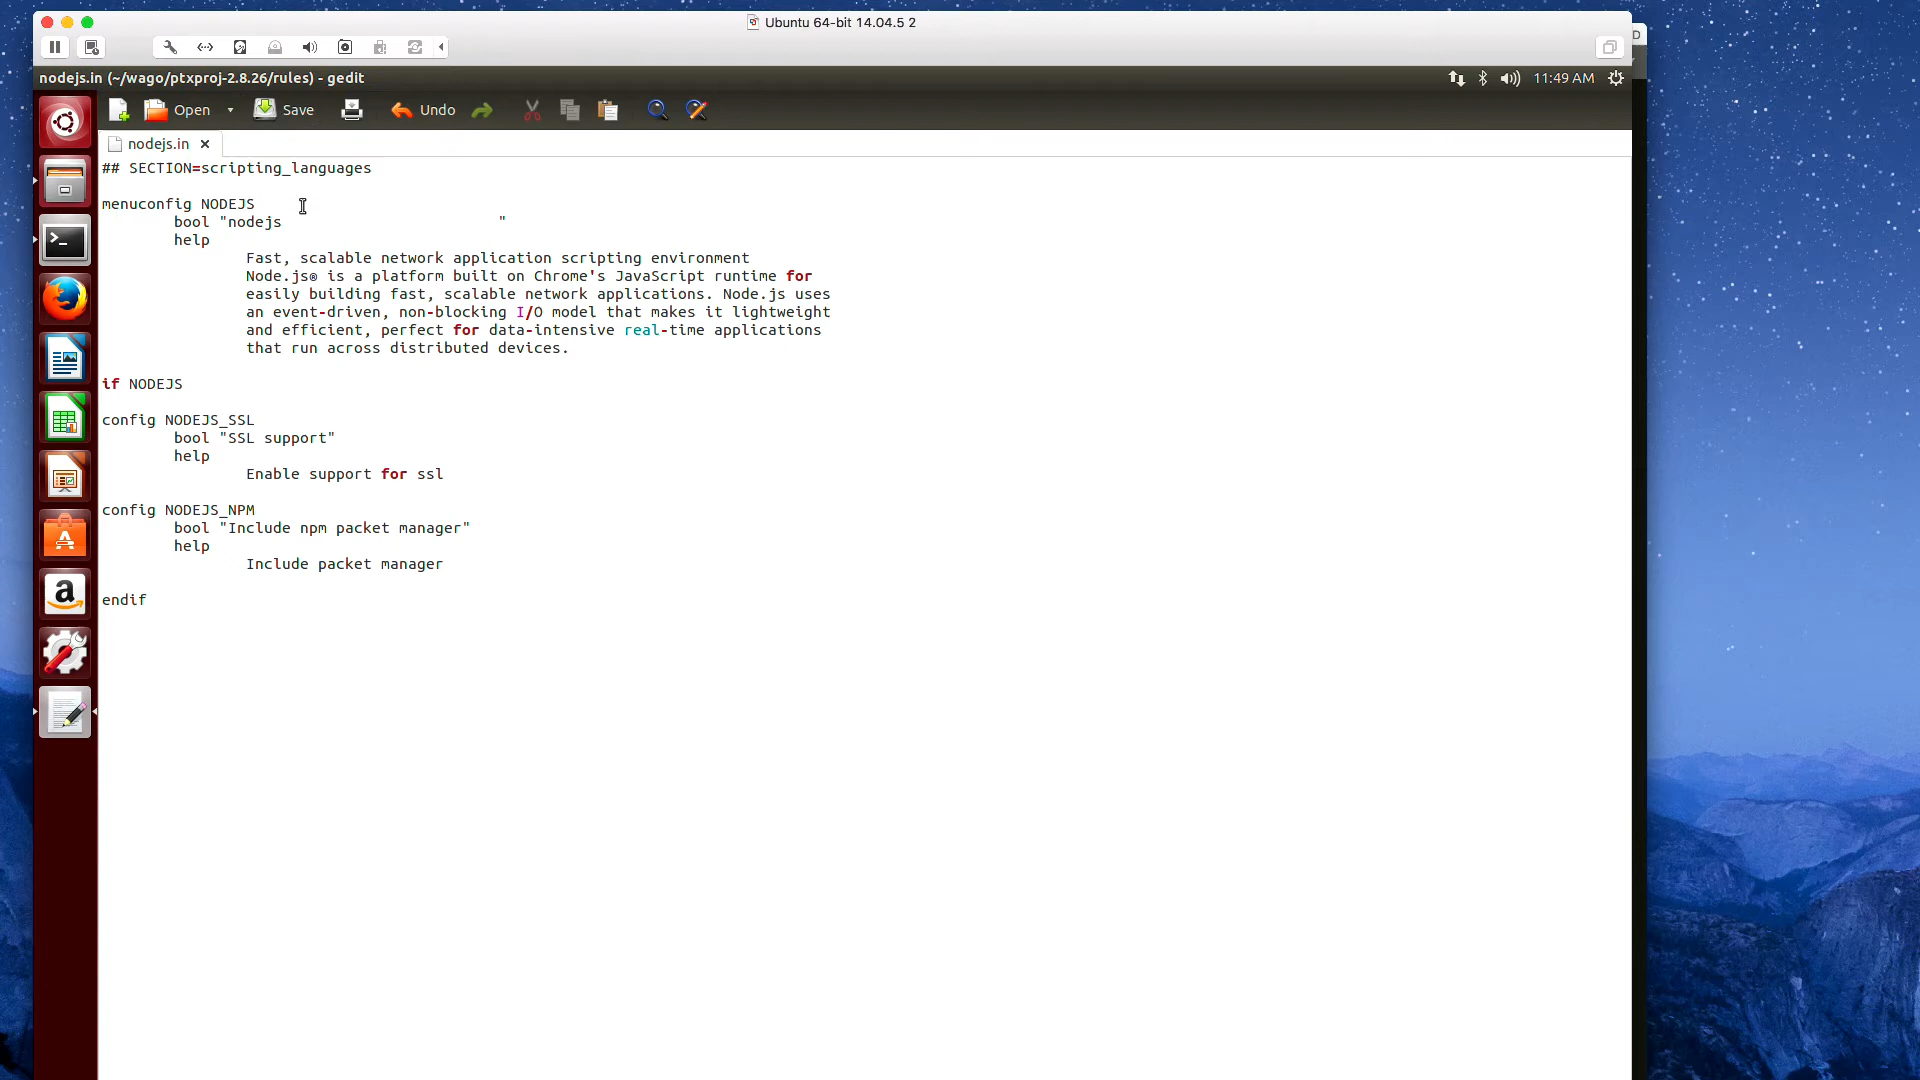 Ubuntu 64-bit 14.04.5 2
nodejs.in (~/wago/ptxproj-2.8.26/rules) - gedit
11:49 AM
Open
Save
Undo
nodejs.in
## SECTION=scripting_languages
menuconfig NODEJS
bool "nodejs                        "
help
Fast, scalable network application scripting environment
Node.js® is a platform built on Chrome's JavaScript runtime for
easily building fast, scalable network applications. Node.js uses
an event-driven, non-blocking I/O model that makes it lightweight
and efficient, perfect for data-intensive real-time applications
that run across distributed devices.
if NODEJS
config NODEJS_SSL
bool "SSL support"
help
Enable support for ssl
config NODEJS_NPM
bool "Include npm packet manager"
help
Include packet manager
endif